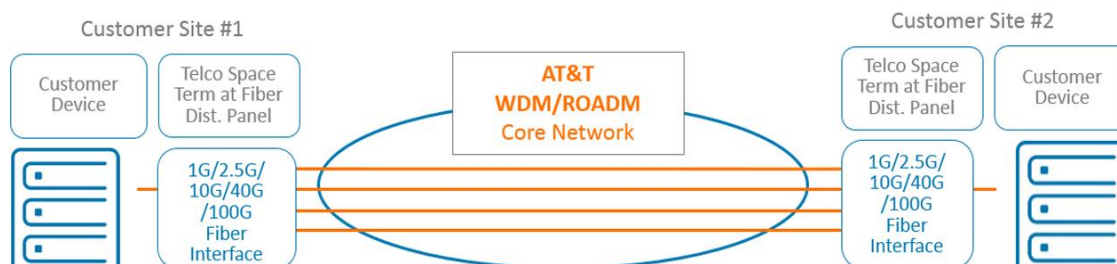 Customer Site #1
Customer
Device
Telco Space
Term at Fiber
Dist. Panel
1G/2.5G/
10G/40G
/100G
Fiber
Interface
AT&T
WDM/ROADM
Core Network
Customer Site #2
Telco Space
Term at Fiber
Dist. Panel
Customer
Device
1G/2.5G/
10G/40G
/100G
Fiber
Interface